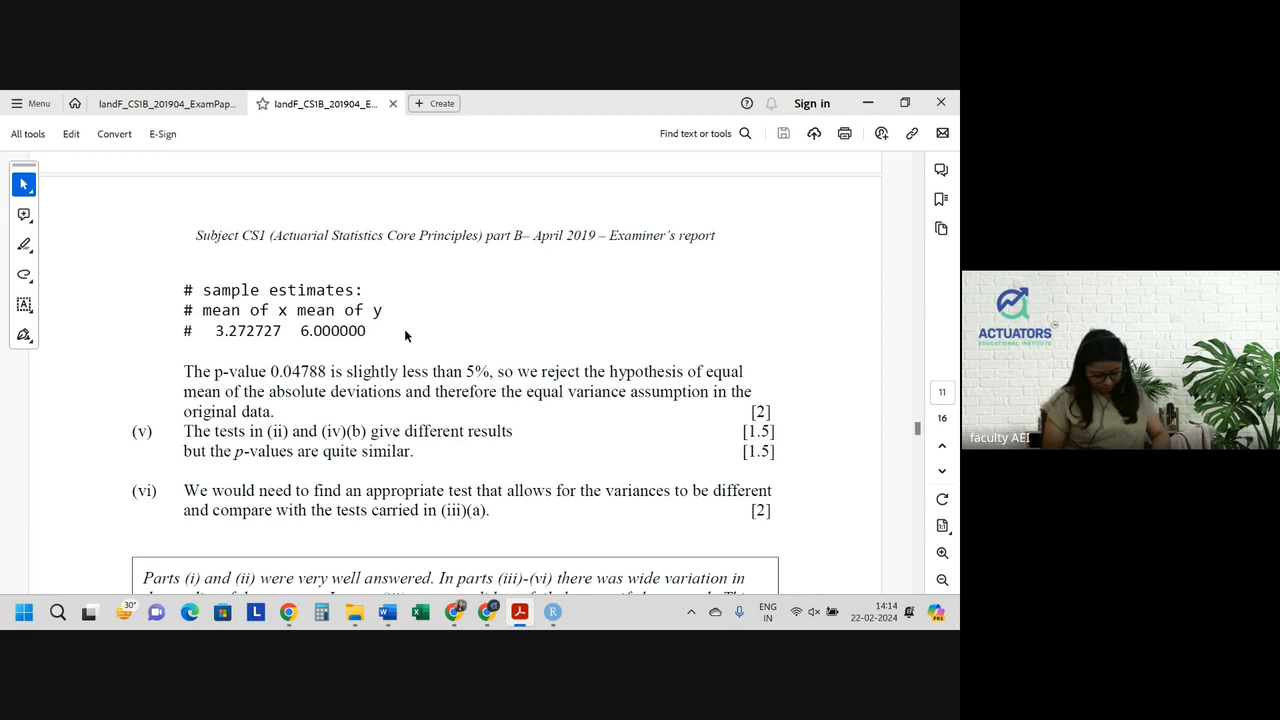 Menu
IandF_CS1B_201904_ExamPap...
IandF_CS1B_201904_E...
Create
Sign in
All tools
Edit
Convert
E-Sign
Find text or tools
Subject CS1 (Actuarial Statistics Core Principles) part B– April 2019 – Examiner's report
# sample estimates:
# mean of x mean of y
# 3.272727 6.000000
The p-value 0.04788 is slightly less than 5%, so we reject the hypothesis of equal
mean of the absolute deviations and therefore the equal variance assumption in the
original data. [2]
(v) The tests in (ii) and (iv)(b) give different results [1.5]
but the p-values are quite similar. [1.5]
(vi) We would need to find an appropriate test that allows for the variances to be different
and compare with the tests carried in (iii)(a). [2]
Parts (i) and (ii) were very well answered. In parts (iii)-(vi) there was wide variation in
11
16
ACTUATORS
EDUCATIONAL INSTITUTE
faculty AEI
30°
ENG
IN
14:14
22-02-2024